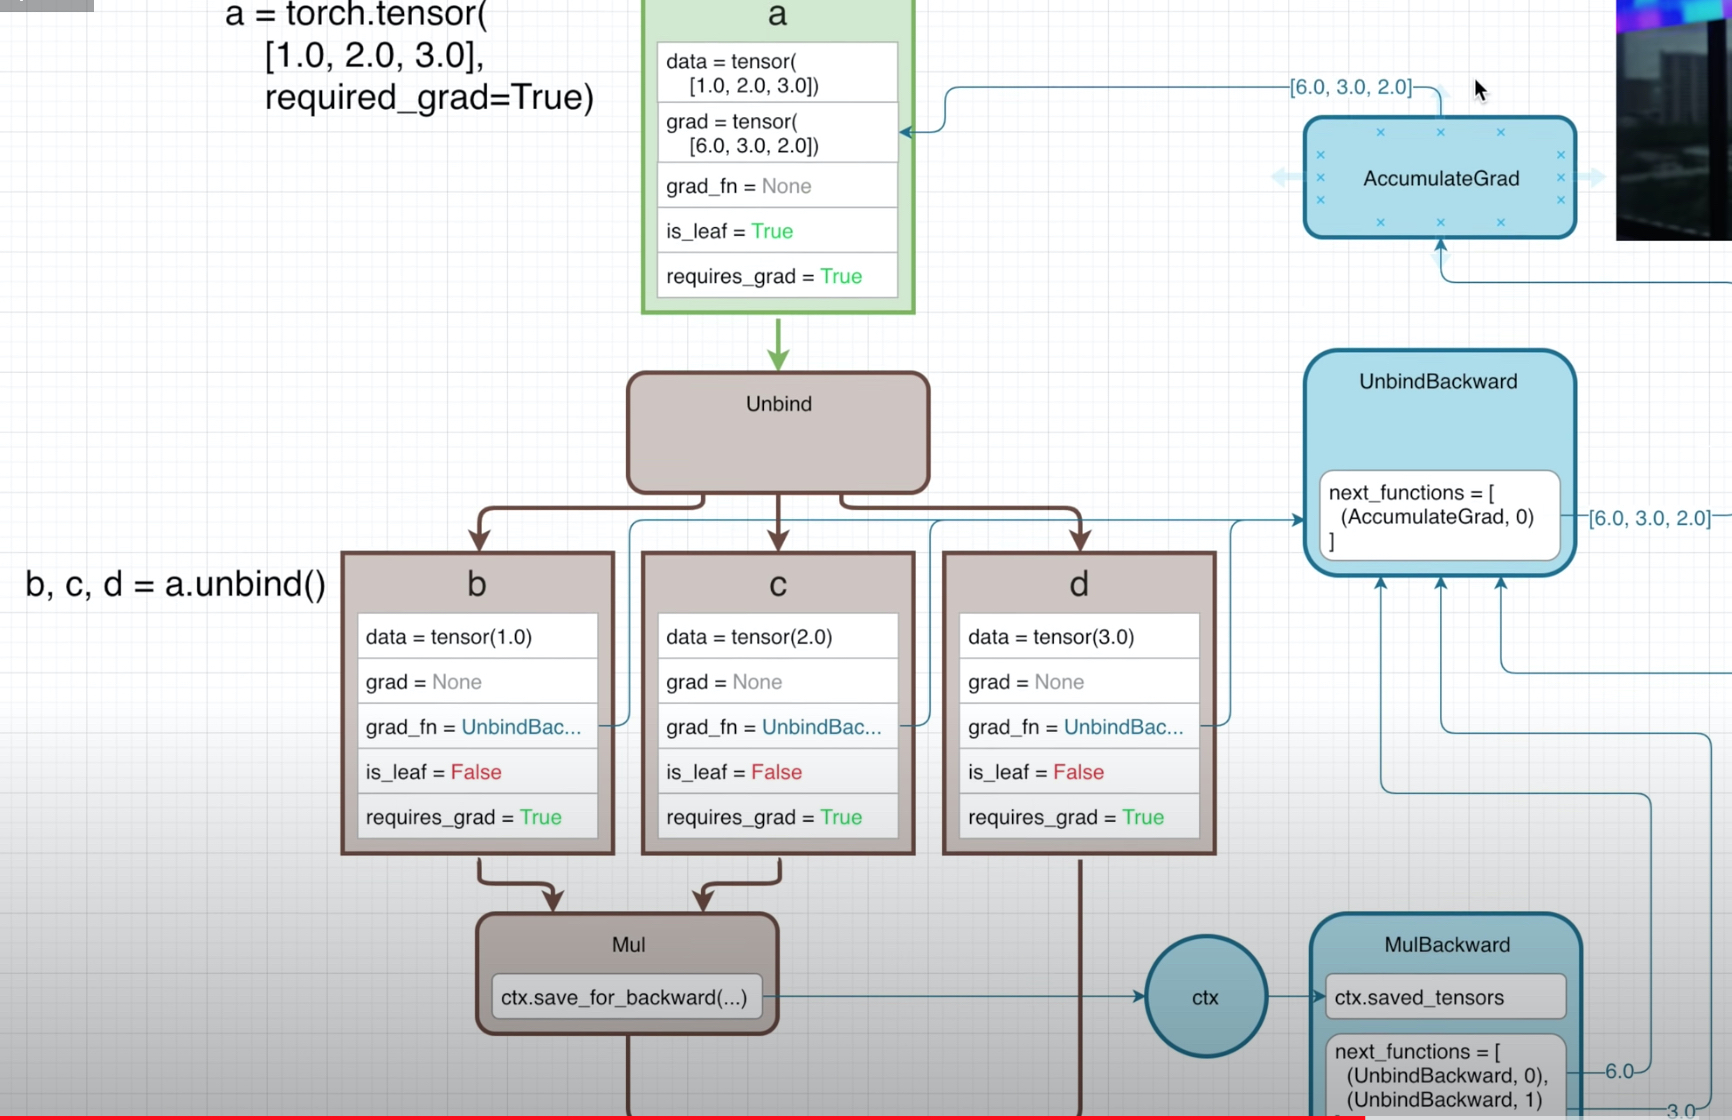 a = torch.tensor(
[1.0, 2.0, 3.0],
required_grad=True)
a
data = tensor(
[1.0, 2.0, 3.0])
grad = tensor(
[6.0, 3.0, 2.0])
grad_fn = None
is_leaf = True
requires_grad = True
[6.0, 3.0, 2.0]
AccumulateGrad
Unbind
UnbindBackward
next_functions = [
(AccumulateGrad, 0)
]
[6.0, 3.0, 2.0]
b, c, d = a.unbind()
b
data = tensor(1.0)
grad = None
grad_fn = UnbindBac...
is_leaf = False
requires_grad = True
c
data = tensor(2.0)
grad = None
grad_fn = UnbindBac...
is_leaf = False
requires_grad = True
d
data = tensor(3.0)
grad = None
grad_fn = UnbindBac...
is_leaf = False
requires_grad = True
Mul
ctx.save_for_backward(...)
ctx
MulBackward
ctx.saved_tensors
next_functions = [
(UnbindBackward, 0),
(UnbindBackward, 1)
6.0
3.0